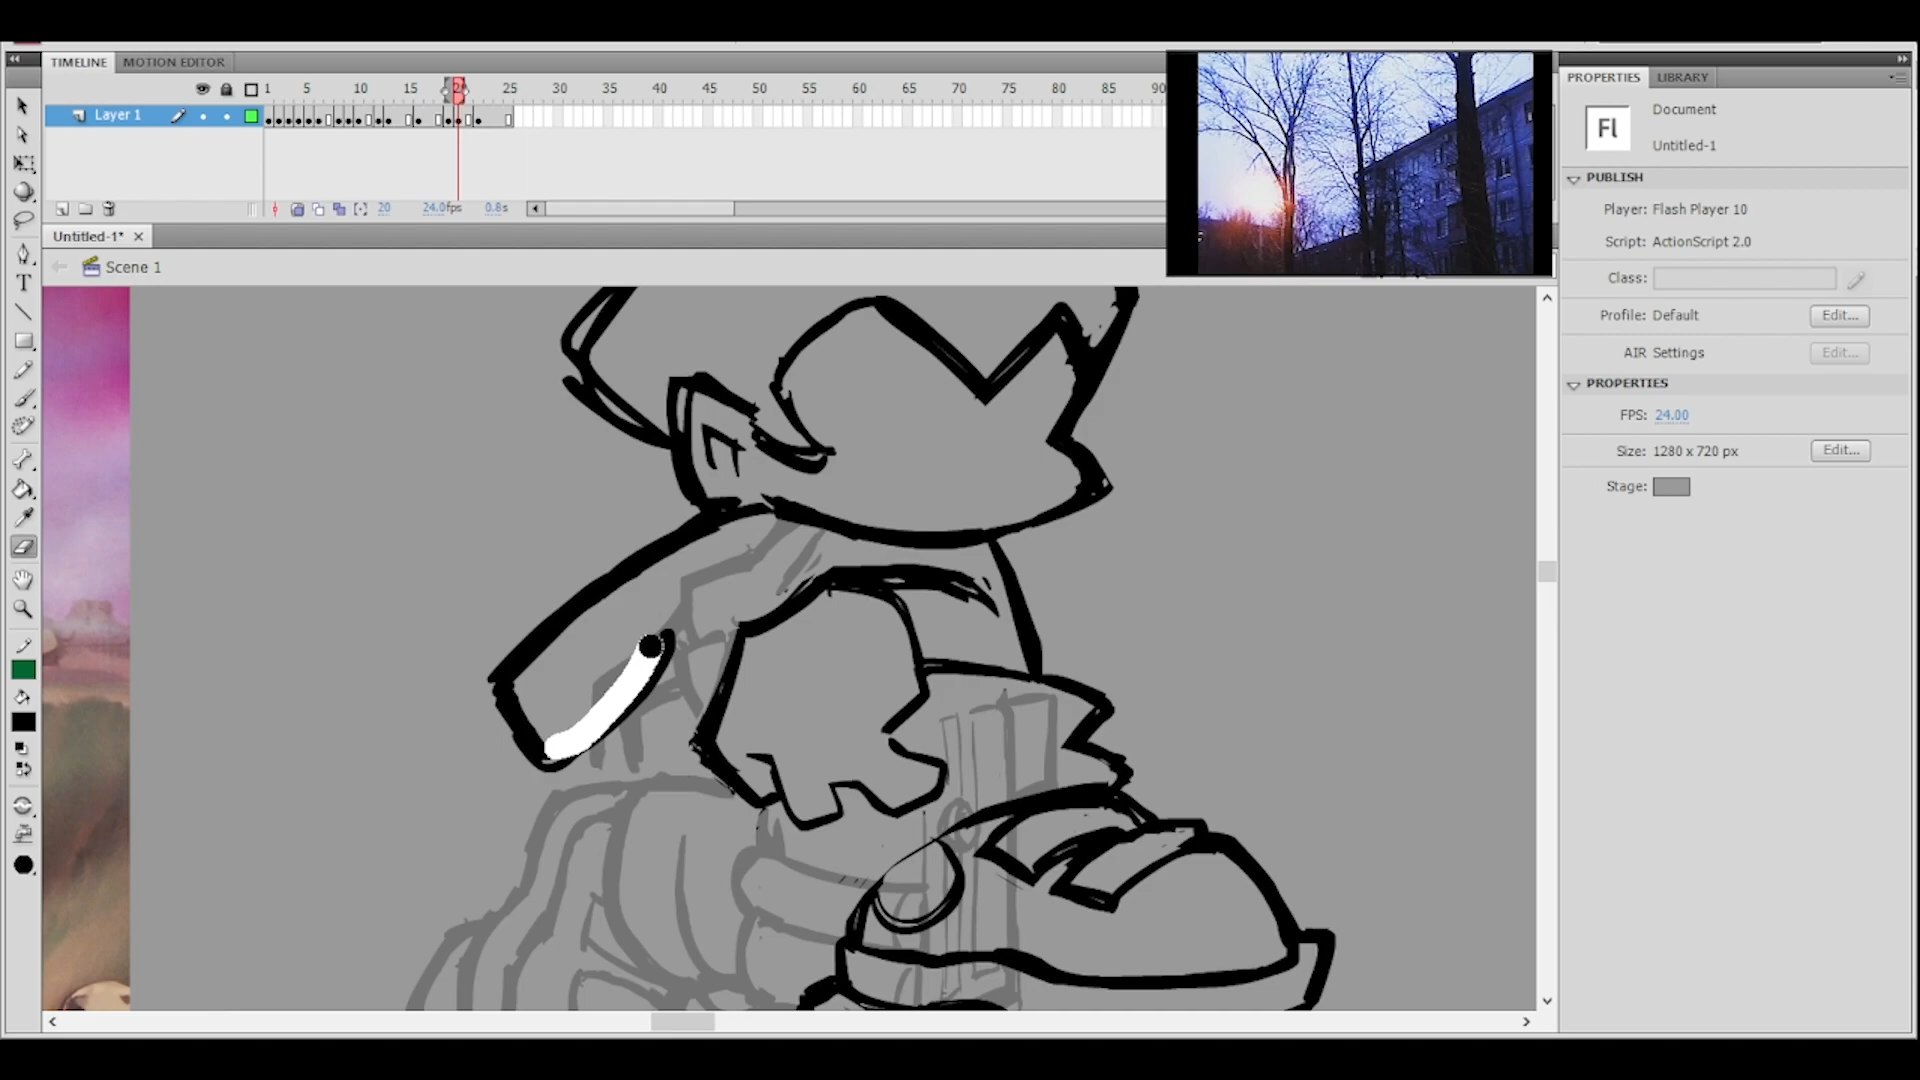 TIMELINE
MOTION EDITOR
1 5 10 15 20 25 30 35 40 45 50 55 60 65 70 75 80 85 90
Layer 1
20 24.0fps 0.8s
Untitled-1*
Scene 1
T
PROPERTIES
LIBRARY
Fl
Document
Untitled-1
PUBLISH
Player: Flash Player 10
Script: ActionScript 2.0
Class:
Profile: Default Edit...
AIR Settings Edit...
PROPERTIES
FPS: 24.00
Size: 1280 x 720 px Edit...
Stage: